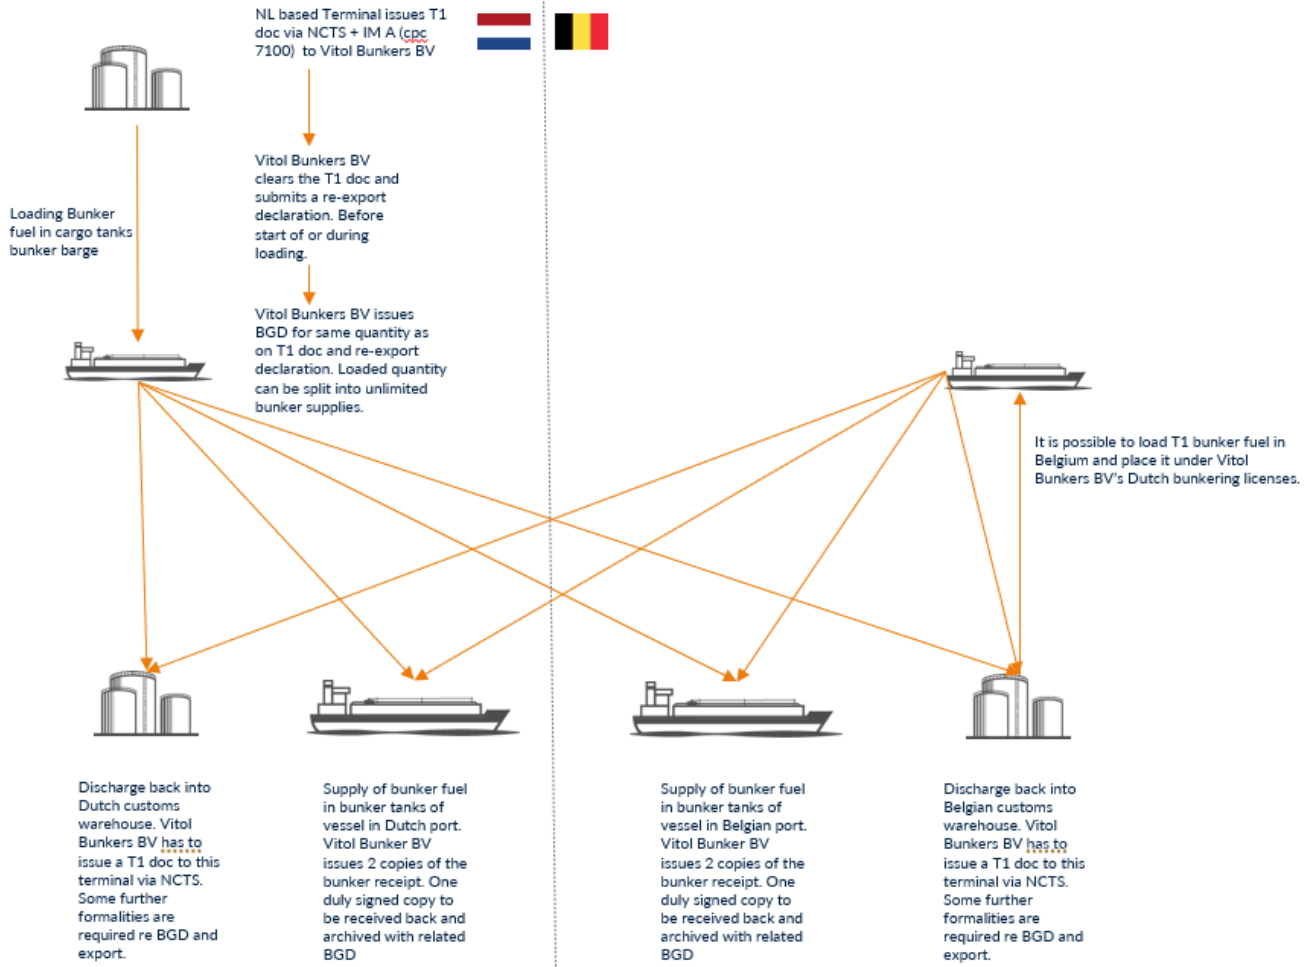 NL based Terminal issues T1
doc via NCTS + IM A (cpc
7100) to Vitol Bunkers BV
Vitol Bunkers BV
clears the T1 doc and
submits a re-export
declaration. Before
start of or during
loading.
Loading Bunker
fuel in cargo tanks
bunker barge
Vitol Bunkers BV issues
BGD for same quantity as
on T1 doc and re-export
declaration. Loaded quantity
can be split into unlimited
bunker supplies.
It is possible to load T1 bunker fuel in
Belgium and place it under Vitol
Bunkers BV's Dutch bunkering licenses.
Discharge back into
Dutch customs
warehouse. Vitol
Bunkers BV has to
issue a T1 doc to this
terminal via NCTS.
Some further
formalities are
required re BGD and
export.
Supply of bunker fuel
in bunker tanks of
vessel in Dutch port.
Vitol Bunker BV
issues 2 copies of the
bunker receipt. One
duly signed copy to
be received back and
archived with related
BGD
Supply of bunker fuel
in bunker tanks of
vessel in Belgian port.
Vitol Bunker BV
issues 2 copies of the
bunker receipt. One
duly signed copy to
be received back and
archived with related
BGD
Discharge back into
Belgian customs
warehouse. Vitol
Bunkers BV has to
issue a T1 doc to this
terminal via NCTS.
Some further
formalities are
required re BGD and
export.